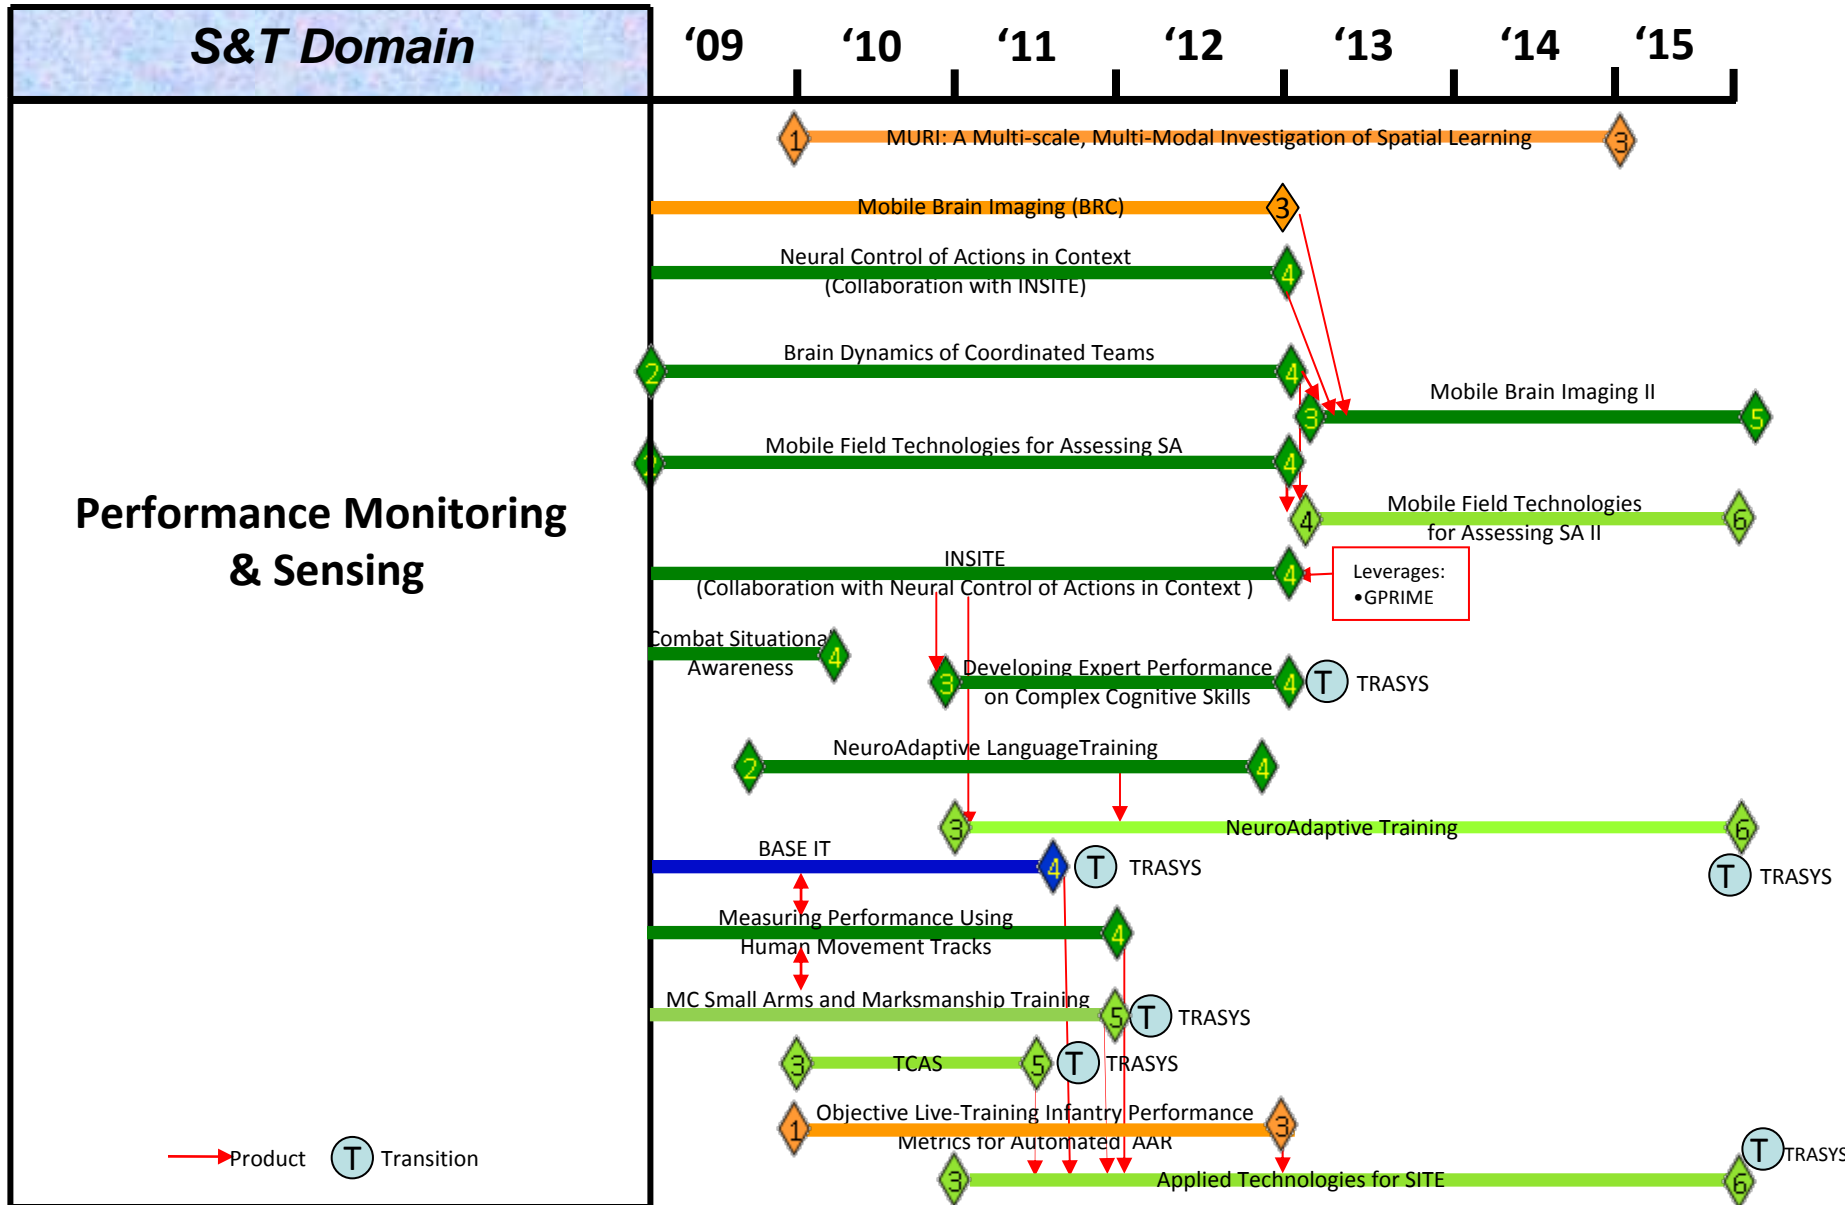 S&T Domain
‘09 ‘10 ‘11 ‘12 ‘13 ‘14 ‘15
Performance Monitoring
& Sensing
1 MURI: A Multi-scale, Multi-Modal Investigation of Spatial Learning 3
Mobile Brain Imaging (BRC) 3
Neural Control of Actions in Context
(Collaboration with INSITE)
4
Brain Dynamics of Coordinated Teams
2 4
Mobile Brain Imaging II
3 5
Mobile Field Technologies for Assessing SA
2 4
Mobile Field Technologies
for Assessing SA II
4 6
INSITE
(Collaboration with Neural Control of Actions in Context )
4
Leverages:
•GPRIME
Combat Situational
Awareness
4
Developing Expert Performance
on Complex Cognitive Skills
3 4 T TRASYS
NeuroAdaptive LanguageTraining
2 4
3 NeuroAdaptive Training 6
T TRASYS
BASE IT
4 T TRASYS
Measuring Performance Using
Human Movement Tracks
4
MC Small Arms and Marksmanship Training
5 T TRASYS
3 TCAS 5 T TRASYS
Objective Live-Training Infantry Performance
Metrics for Automated AAR
1 3
3 Applied Technologies for SITE 6
T TRASYS
Product T Transition